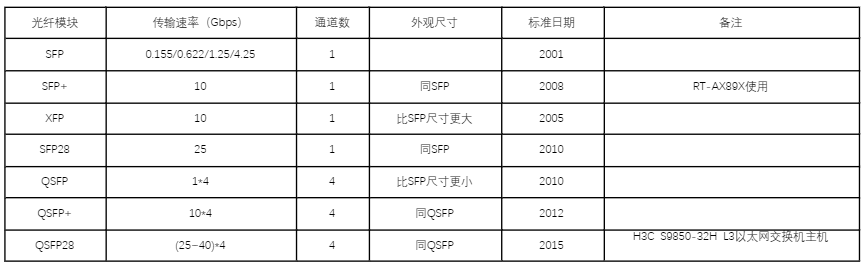 光纤模块 传输速率（Gbps） 通道数 外观尺寸 标准日期 备注
SFP 0.155/0.622/1.25/4.25 1 2001
SFP+ 10 1 同SFP 2008 RT-AX89X使用
XFP 10 1 比SFP尺寸更大 2005
SFP28 25 1 同SFP 2010
QSFP 1*4 4 比SFP尺寸更小 2010
QSFP+ 10*4 4 同QSFP 2012
QSFP28 (25-40)*4 4 同QSFP 2015 H3C S9850-32H L3以太网交换机主机